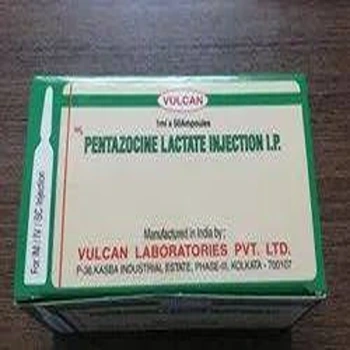 VULCAN
1ml x 50Ampoules
PENTAZOCINE LACTATE INJECTION I.P.
For IM / IV / SC Injection
Manufactured in India by :
VULCAN LABORATORIES PVT. LTD.
P-36, KASBA INDUSTRIAL ESTATE, PHASE-III, KOLKATA - 700107